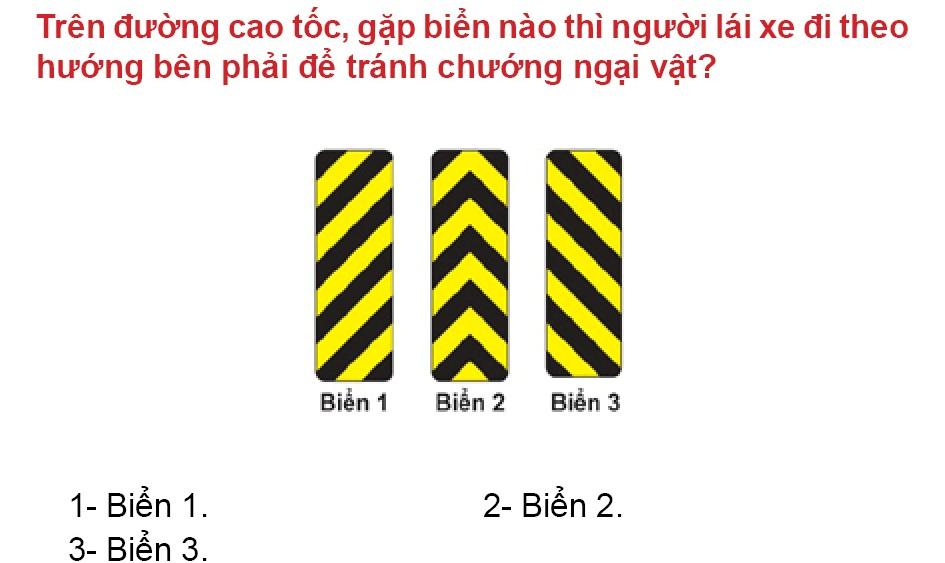 Trên đường cao tốc, gặp biển nào thì người lái xe đi theo
hướng bên phải để tránh chướng ngại vật?
Biển 1 Biển 2 Biển 3
1- Biển 1. 2- Biển 2.
3- Biển 3.